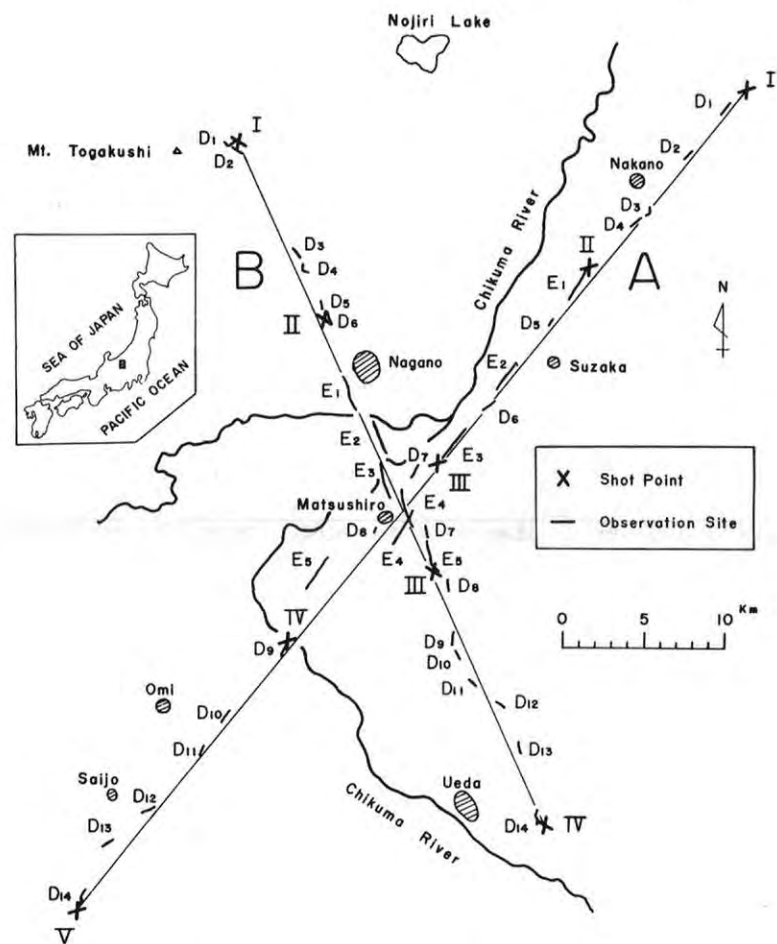 Nojiri Lake
I
D1
D2
Nakano
D3
D4
II
E1
A
D5
E2
Suzaka
D6
E3
III
D7
Chikuma River
I
D1
D2
Mt. Togakushi
D3
D4
B
D5
II
D6
Nagano
E1
E2
E3
Matsushiro
E4
D8
E4
D7
E5
III
D8
E5
IV
D9
D9
D10
D11
D12
D13
Omi
D10
D11
Saijo
D12
D13
D14
V
Ueda
D14
IV
Chikuma River
SEA OF JAPAN
PACIFIC OCEAN
N
X Shot Point
— Observation Site
0 5 10 Km